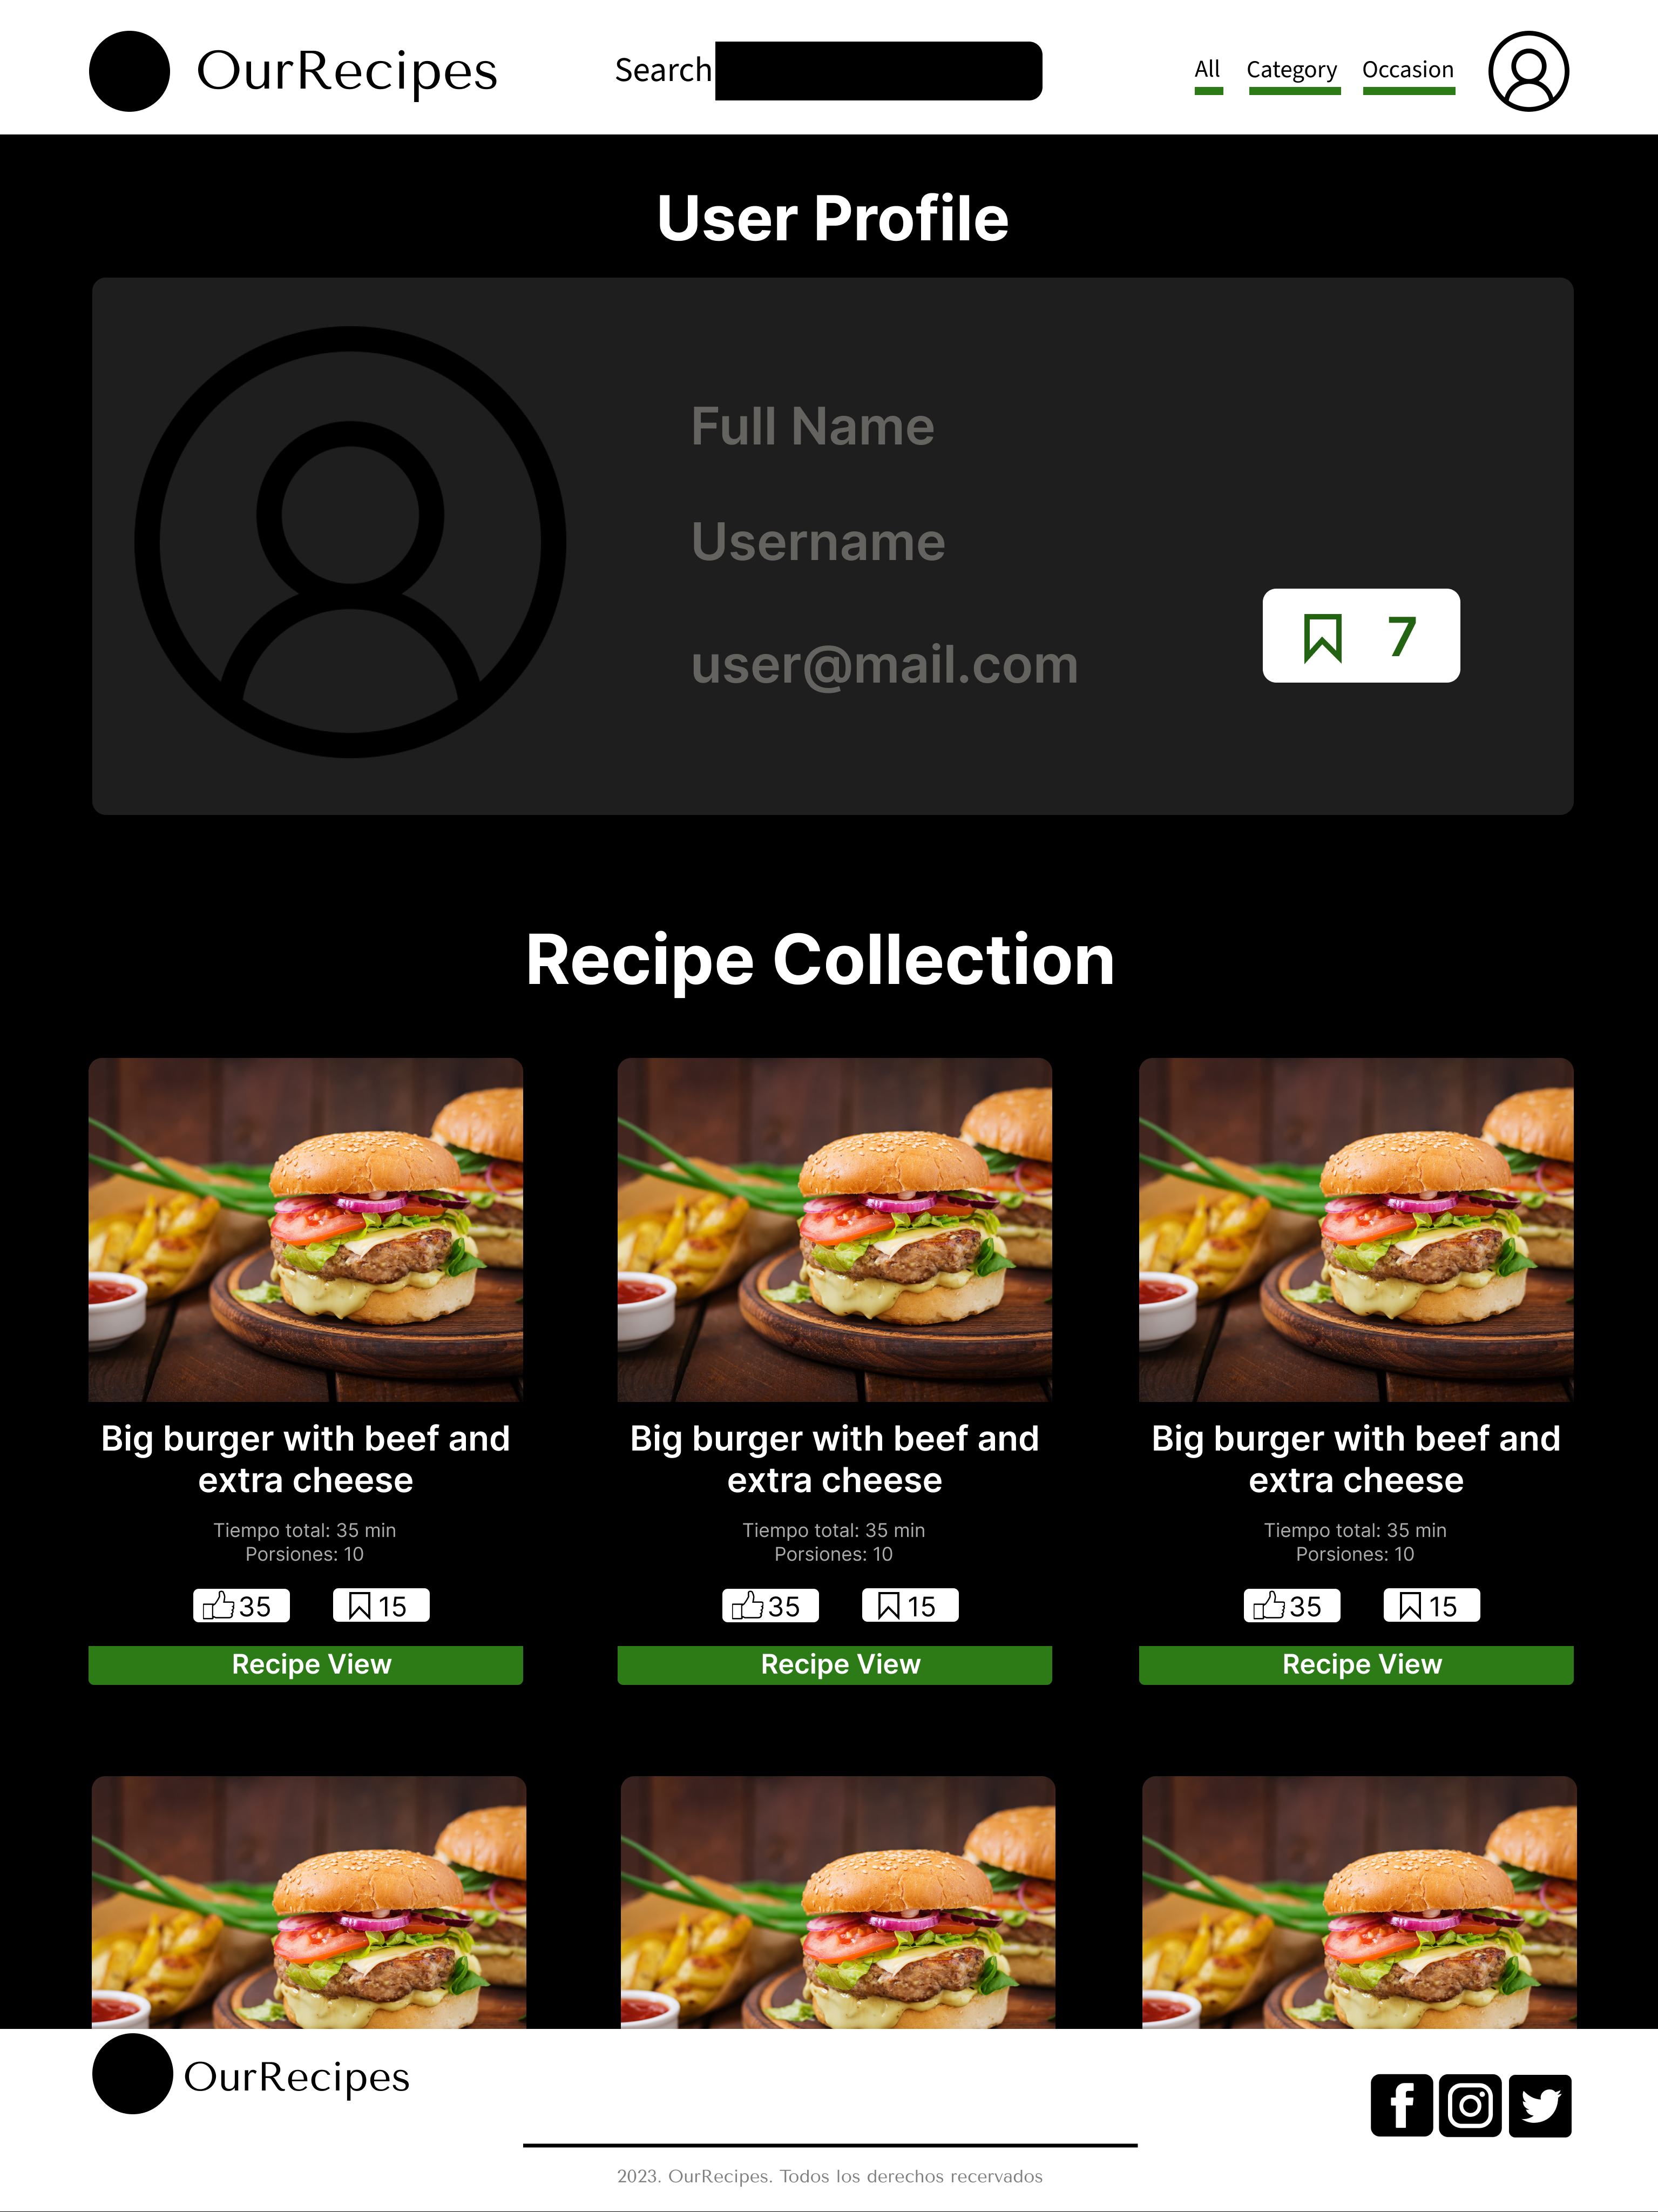 OurRecipes
Search
All Category Occasion
User Profile
Full Name
Username
user@mail.com
7
Recipe Collection
Big burger with beef and
extra cheese
Tiempo total: 35 min
Porsiones: 10
35 15
Recipe View
Big burger with beef and
extra cheese
Tiempo total: 35 min
Porsiones: 10
35 15
Recipe View
Big burger with beef and
extra cheese
Tiempo total: 35 min
Porsiones: 10
35 15
Recipe View
OurRecipes
2023. OurRecipes. Todos los derechos recervados